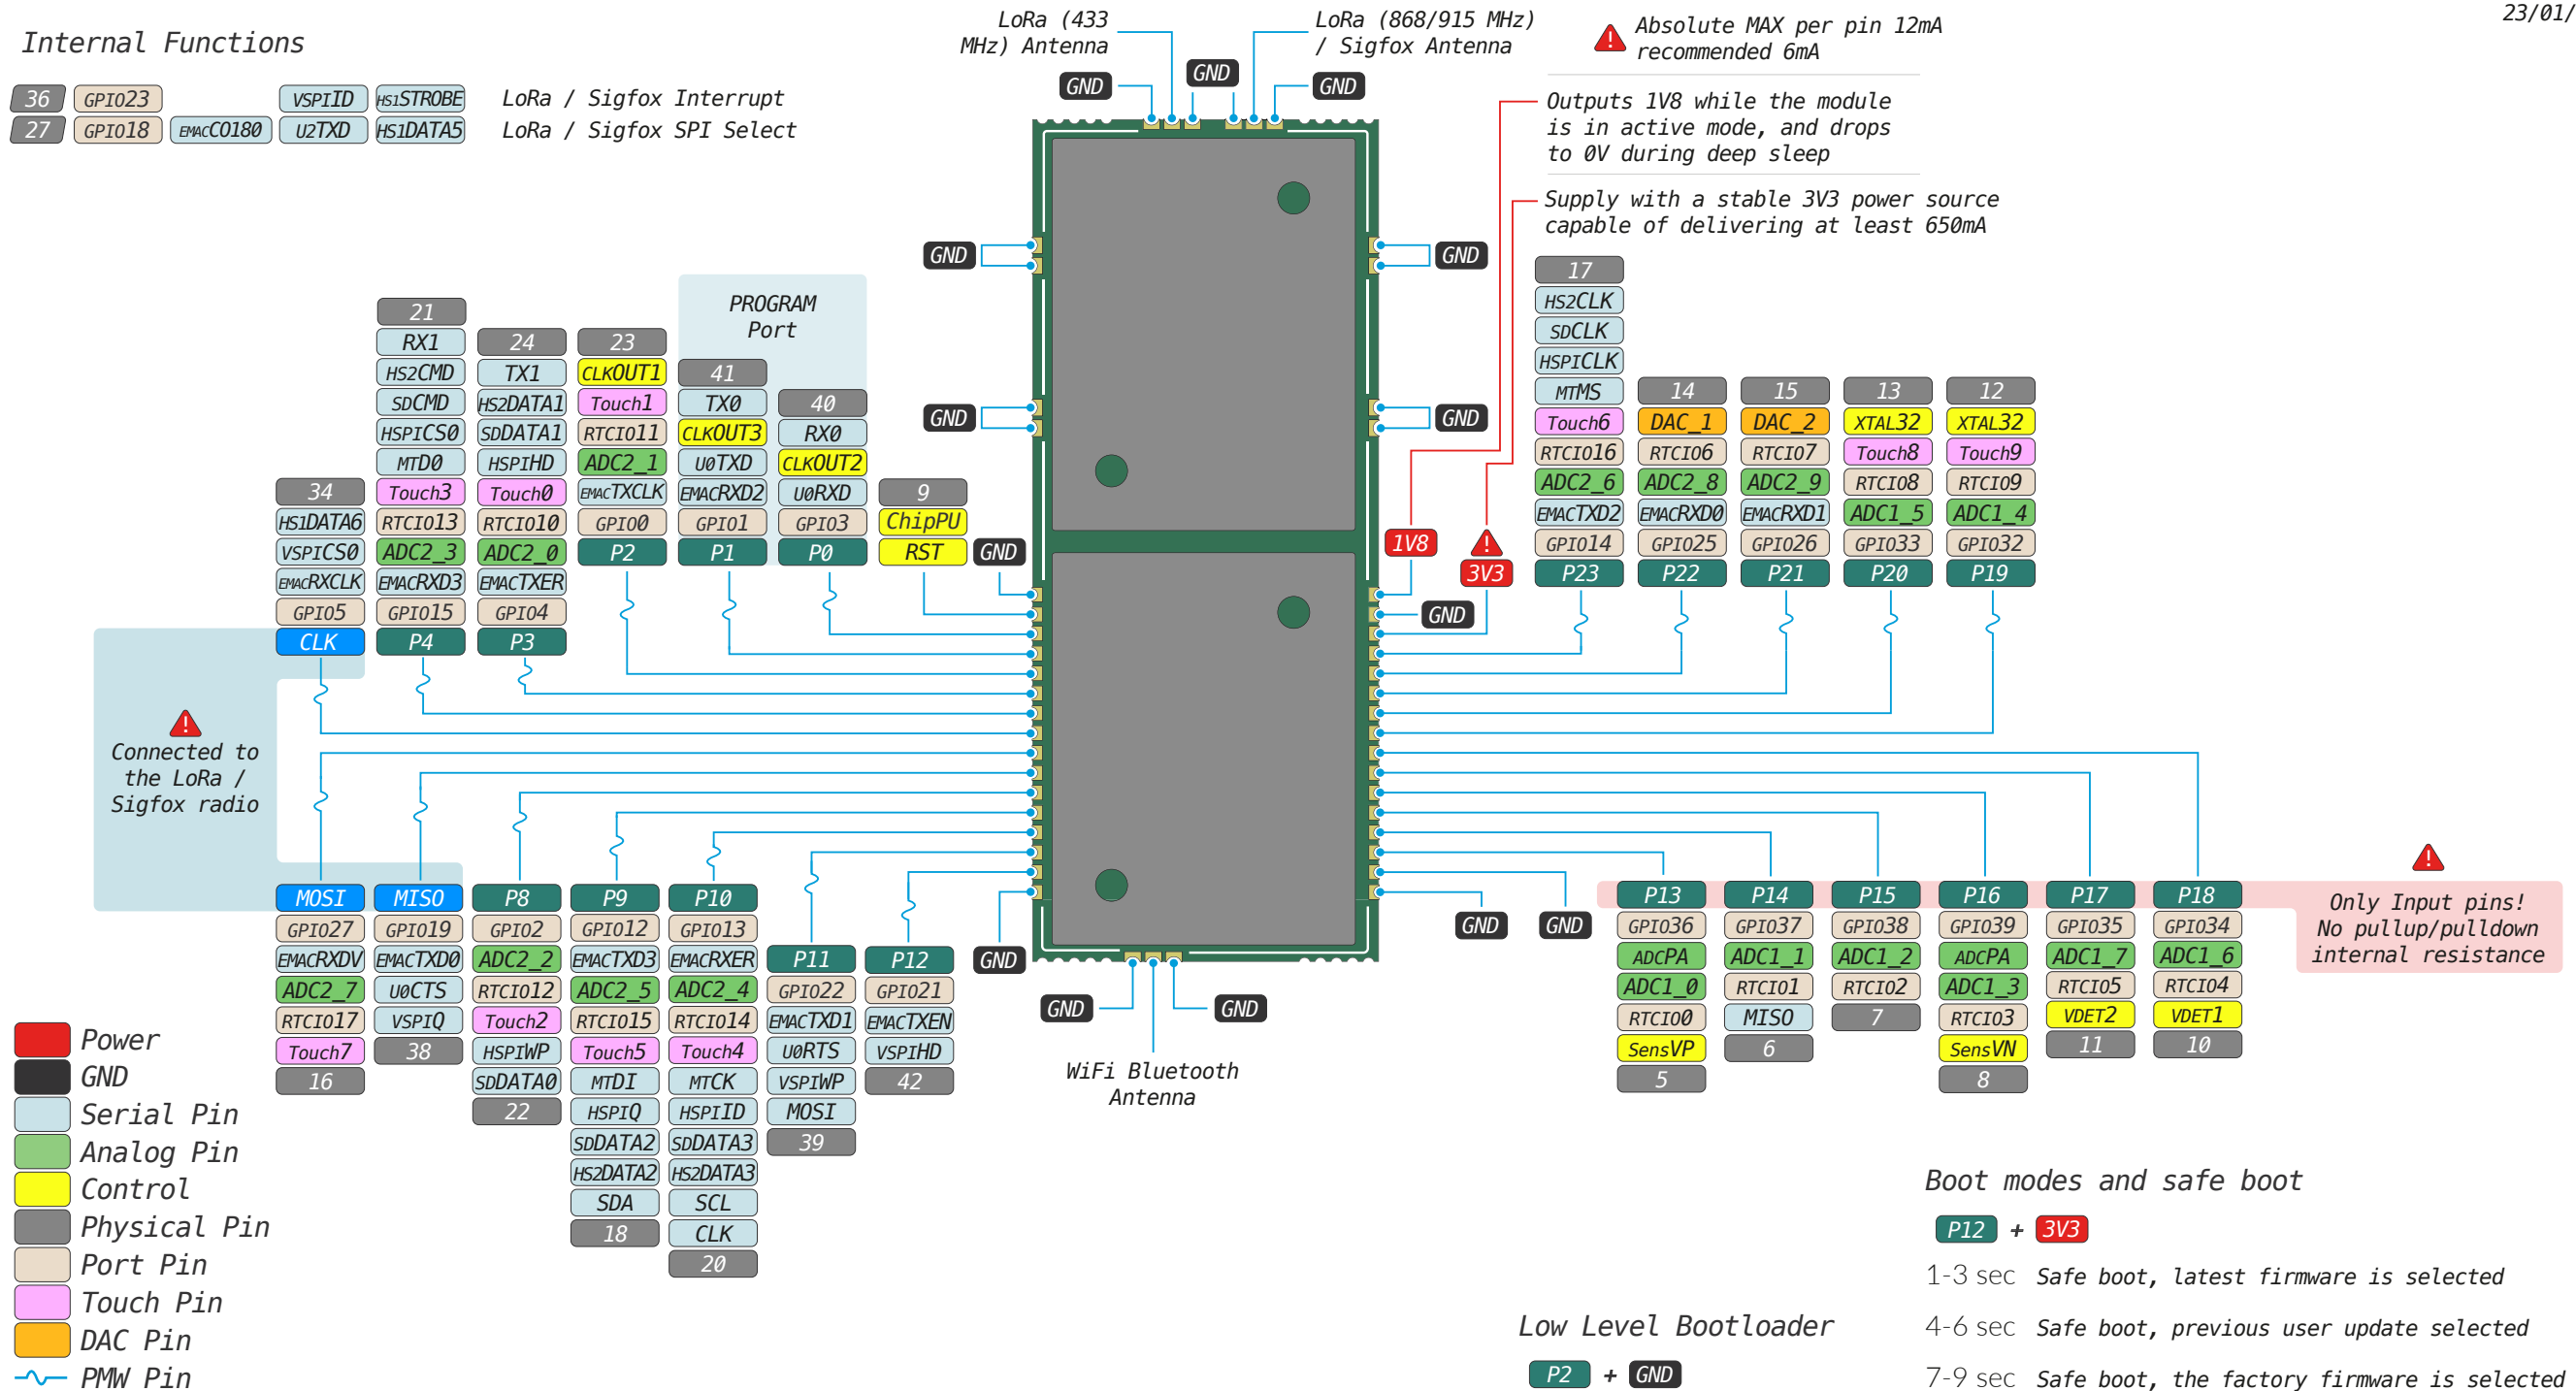 23/01/
Internal Functions
36 GPIO23 VSPIID HS1STROBE LoRa / Sigfox Interrupt
27 GPIO18 EMACCO180 U2TXD HS1DATA5 LoRa / Sigfox SPI Select
LoRa (433
MHz) Antenna
LoRa (868/915 MHz)
/ Sigfox Antenna
GND
GND
GND
Absolute MAX per pin 12mA
recommended 6mA
Outputs 1V8 while the module
is in active mode, and drops
to 0V during deep sleep
Supply with a stable 3V3 power source
capable of delivering at least 650mA
GND
GND
GND
GND
PROGRAM
Port
34
HS1DATA6
VSPICS0
EMACRXCLK
GPIO5
CLK
21
RX1
HS2CMD
SDCMD
HSPICS0
MTDO
Touch3
RTCIO13
ADC2_3
EMACRXD3
GPIO15
P4
24
TX1
HS2DATA1
SDDATA1
HSPIHD
Touch0
RTCIO10
ADC2_0
EMACTXER
GPIO4
P3
23
CLKOUT1
Touch1
RTCIO11
ADC2_1
EMACTXCLK
GPIO0
P2
41
TX0
CLKOUT3
U0TXD
EMACRXD2
GPIO1
P1
40
RX0
CLKOUT2
U0RXD
GPIO3
P0
9
ChipPU
RST
GND
1V8
GND
3V3
17
HS2CLK
SDCLK
HSPICLK
MTMS
Touch6
RTCIO16
ADC2_6
EMACTXD2
GPIO14
P23
14
DAC_1
RTCIO6
ADC2_8
EMACRXD0
GPIO25
P22
15
DAC_2
RTCIO7
ADC2_9
EMACRXD1
GPIO26
P21
13
XTAL32
Touch8
RTCIO8
ADC1_5
GPIO33
P20
12
XTAL32
Touch9
RTCIO9
ADC1_4
GPIO32
P19
Connected to
the LoRa /
Sigfox radio
MOSI
GPIO27
EMACRXDV
ADC2_7
RTCIO17
Touch7
16
MISO
GPIO19
EMACTXD0
U0CTS
VSPIQ
38
P8
GPIO2
ADC2_2
RTCIO12
Touch2
HSPIWP
SDDATA0
22
P9
GPIO12
EMACTXD3
ADC2_5
RTCIO15
Touch5
MTDI
HSPIQ
SDDATA2
HS2DATA2
SDA
18
P10
GPIO13
EMACRXER
ADC2_4
RTCIO14
Touch4
MTCK
HSPIID
SDDATA3
HS2DATA3
SCL
CLK
20
P11
GPIO22
EMACTXD1
U0RTS
VSPIWP
MOSI
39
P12
GPIO21
EMACTXEN
VSPIHD
42
GND
GND
GND
WiFi Bluetooth
Antenna
GND
GND
P13
GPIO36
ADCPA
ADC1_0
RTCIO0
SensVP
5
P14
GPIO37
ADC1_1
RTCIO1
MISO
6
P15
GPIO38
ADC1_2
RTCIO2
7
P16
GPIO39
ADCPA
ADC1_3
RTCIO3
SensVN
8
P17
GPIO35
ADC1_7
RTCIO5
VDET2
11
P18
GPIO34
ADC1_6
RTCIO4
VDET1
10
Only Input pins!
No pullup/pulldown
internal resistance
Power
GND
Serial Pin
Analog Pin
Control
Physical Pin
Port Pin
Touch Pin
DAC Pin
PMW Pin
Low Level Bootloader
P2 + GND
Boot modes and safe boot
P12 + 3V3
1-3 sec Safe boot, latest firmware is selected
4-6 sec Safe boot, previous user update selected
7-9 sec Safe boot, the factory firmware is selected